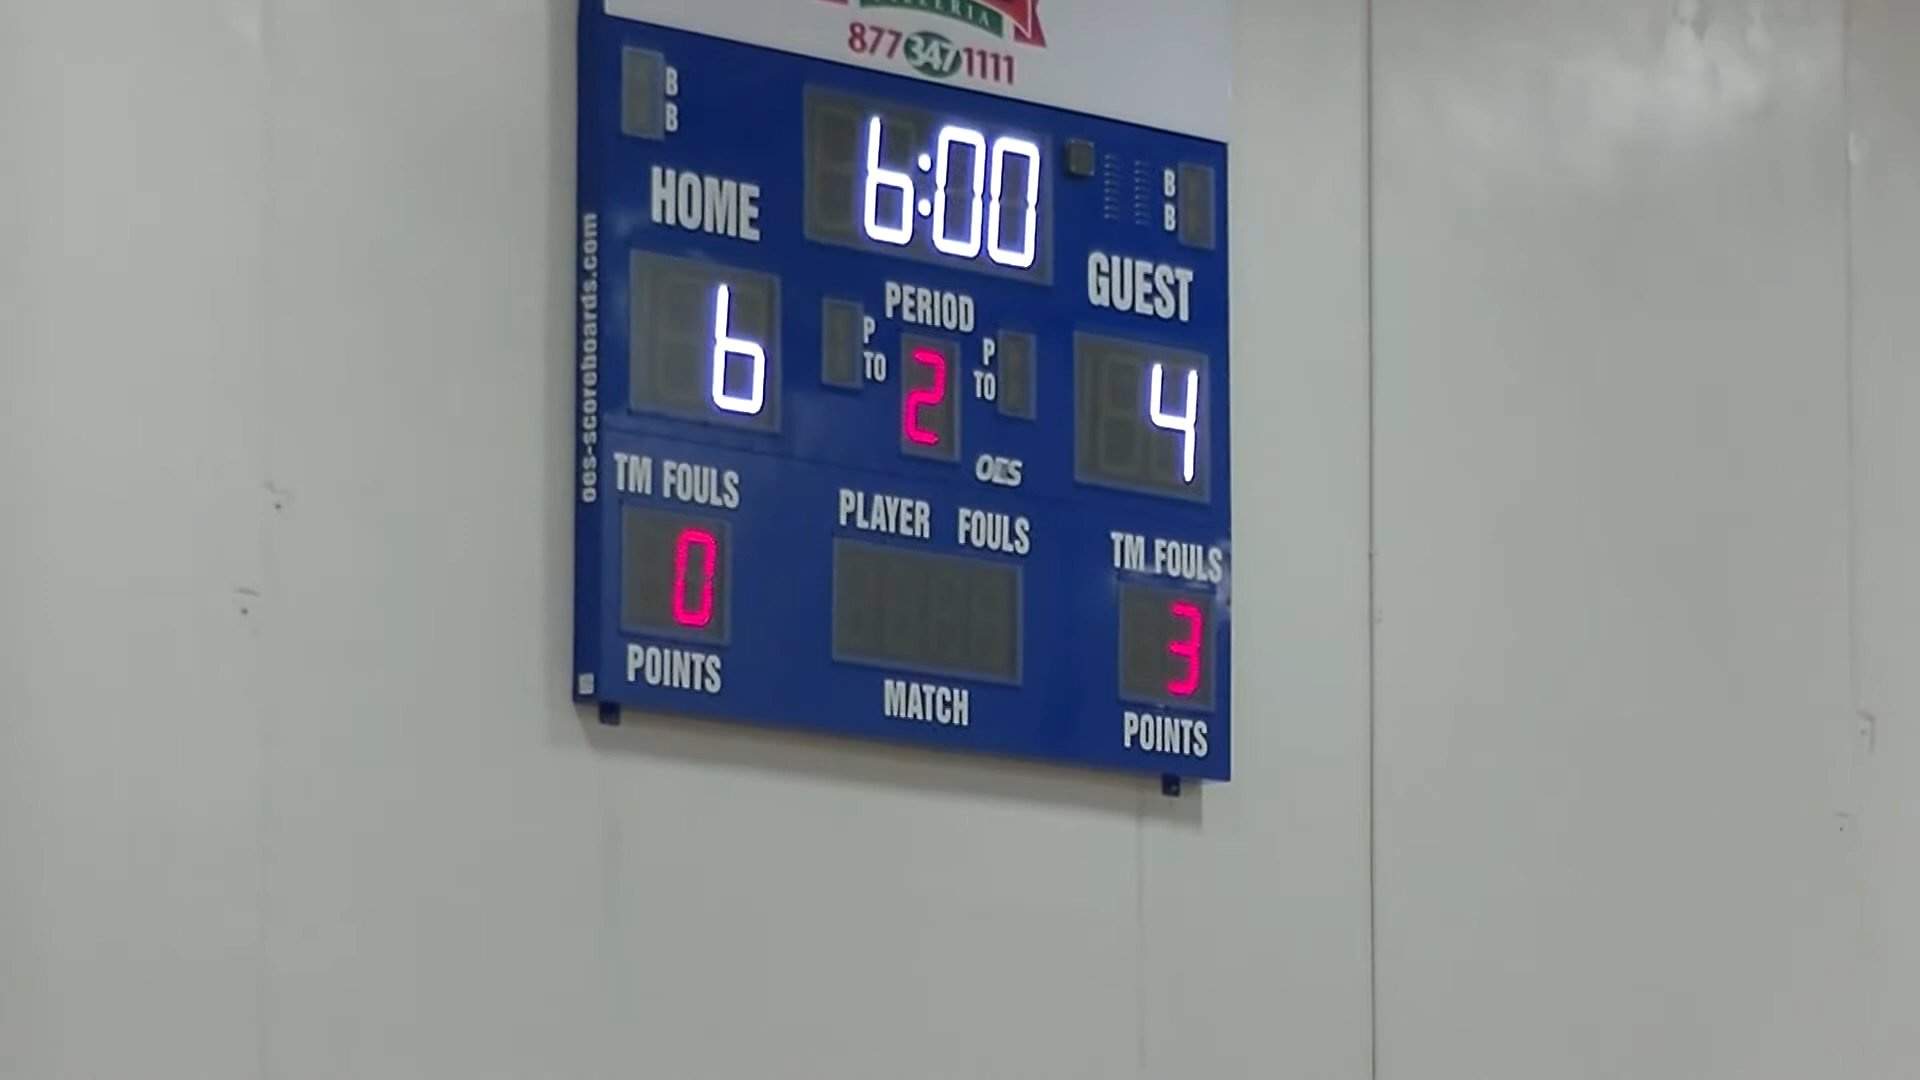 877 347 1111
B
B
6:00
B
B
HOME
GUEST
PERIOD
6
P
TO
2
P
TO
4
OES
TM FOULS
PLAYER FOULS
TM FOULS
0
3
POINTS
MATCH
POINTS
oes-scoreboards.com